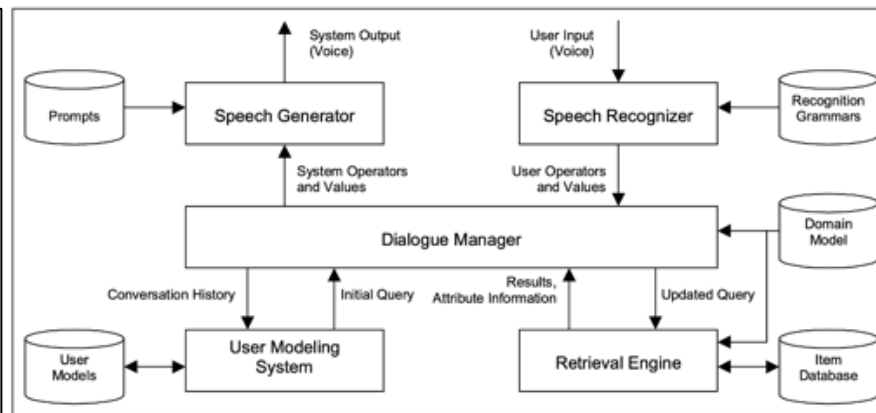 System Output
(Voice)
User Input
(Voice)
Prompts
Speech Generator
Speech Recognizer
Recognition
Grammars
System Operators
and Values
User Operators
and Values
Dialogue Manager
Domain
Model
Conversation History
Initial Query
Results,
Attribute Information
Updated Query
User
Models
User Modeling
System
Retrieval Engine
Item
Database